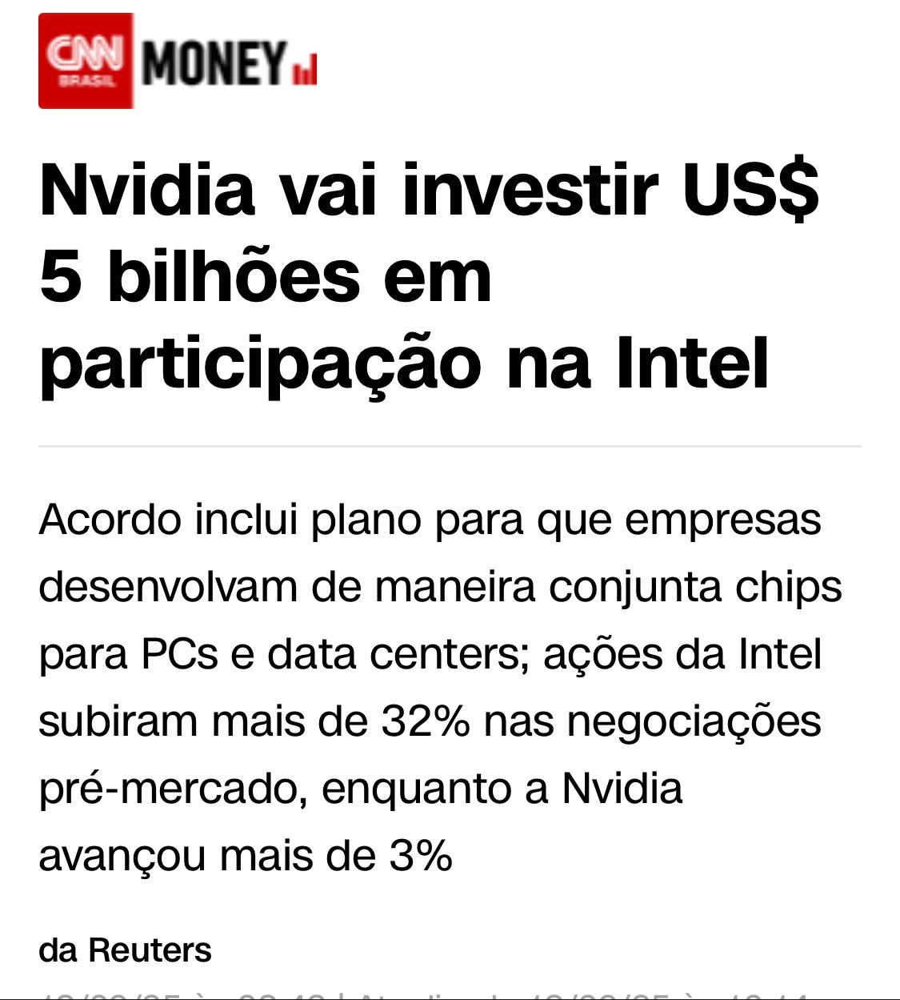 CNN
BRASIL
MONEY
Nvidia vai investir US$
5 bilhões em
participação na Intel
Acordo inclui plano para que empresas
desenvolvam de maneira conjunta chips
para PCs e data centers; ações da Intel
subiram mais de 32% nas negociações
pré-mercado, enquanto a Nvidia
avançou mais de 3%
da Reuters